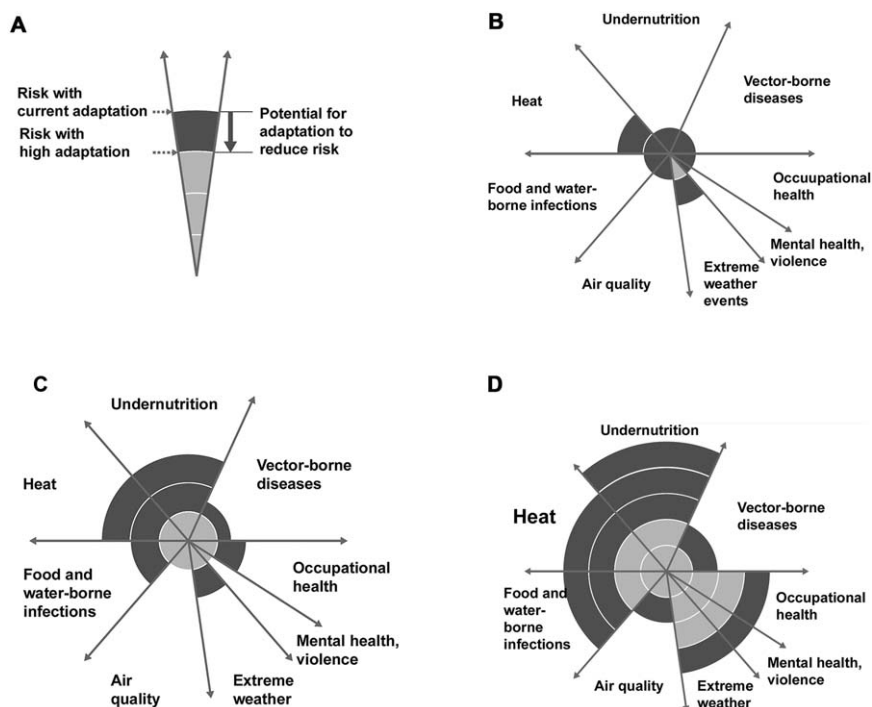 A
Risk with
current adaptation
Risk with
high adaptation
Potential for
adaptation to
reduce risk
B
Undernutrition
Vector-borne
diseases
Heat
Food and water-
borne infections
Occuupational
health
Mental health,
violence
Air quality
Extreme
weather
events
C
Undernutrition
Vector-borne
diseases
Heat
Food and
water-borne
infections
Occupational
health
Mental health,
violence
Air
quality
Extreme
weather
D
Undernutrition
Vector-borne
diseases
Heat
Food and
water-
borne
infections
Occupational
health
Mental health,
violence
Air quality
Extreme
weather